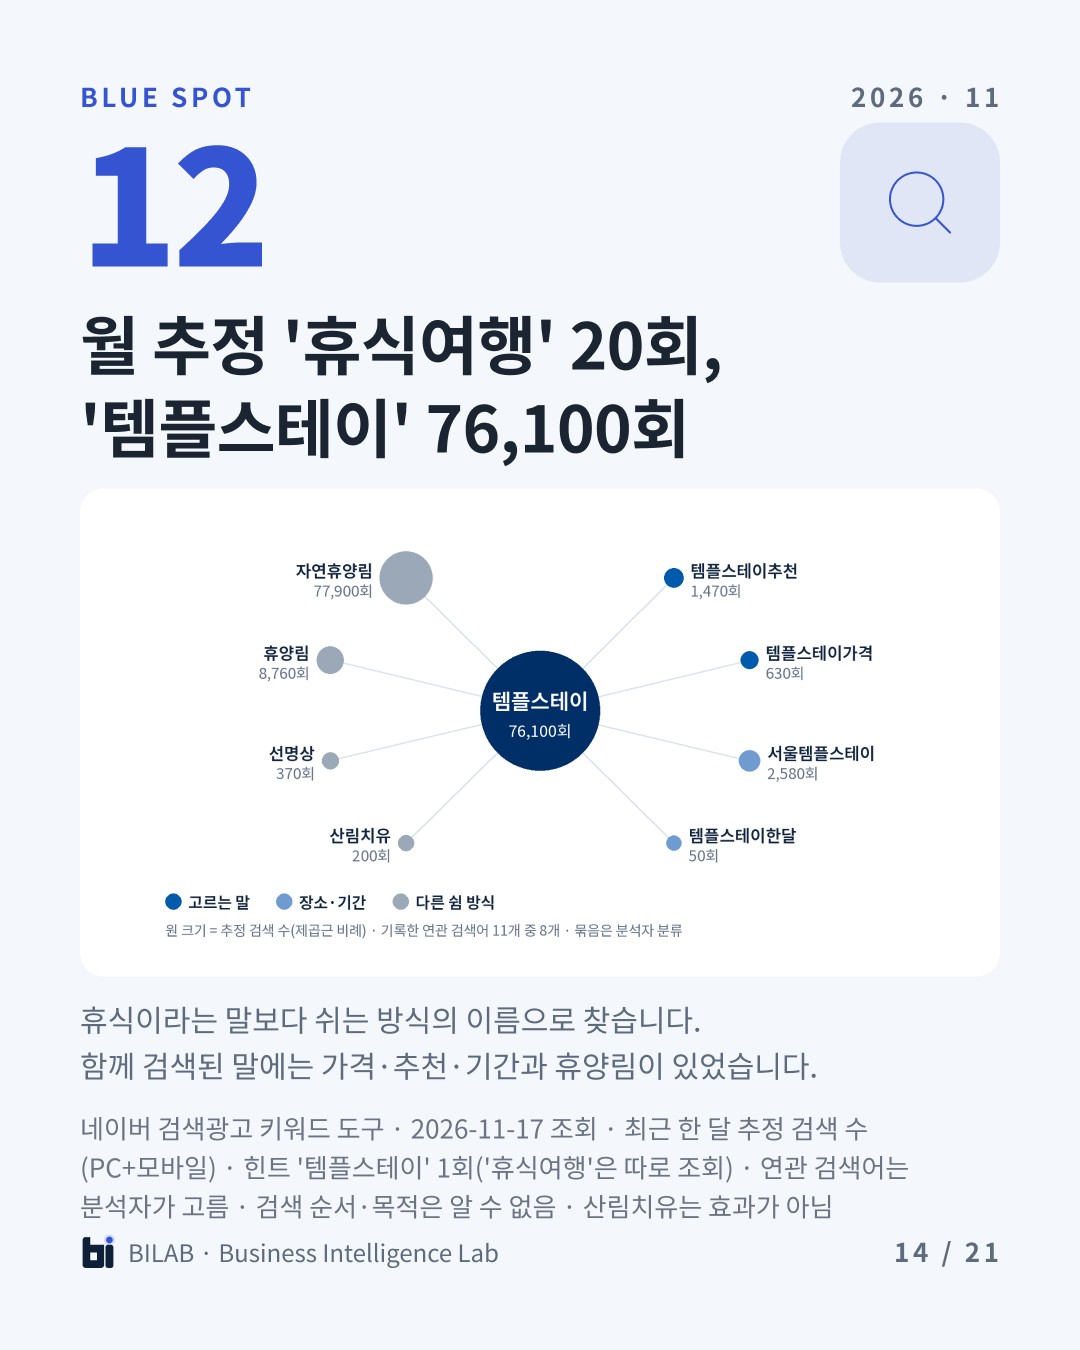 BLUE SPOT
2026 · 11
12
월 추정 '휴식여행' 20회,
'템플스테이' 76,100회
자연휴양림
77,900회
템플스테이추천
1,470회
휴양림
8,760회
템플스테이가격
630회
템플스테이
76,100회
선명상
370회
서울템플스테이
2,580회
산림치유
200회
템플스테이한달
50회
고르는 말
장소·기간
다른 쉼 방식
원 크기 = 추정 검색 수(제곱근 비례) · 기록한 연관 검색어 11개 중 8개 · 묶음은 분석자 분류
휴식이라는 말보다 쉬는 방식의 이름으로 찾습니다.
함께 검색된 말에는 가격·추천·기간과 휴양림이 있었습니다.
네이버 검색광고 키워드 도구 · 2026-11-17 조회 · 최근 한 달 추정 검색 수
(PC+모바일) · 힌트 '템플스테이' 1회('휴식여행'은 따로 조회) · 연관 검색어는
분석자가 고름 · 검색 순서·목적은 알 수 없음 · 산림치유는 효과가 아님
bi BILAB · Business Intelligence Lab
14 / 21